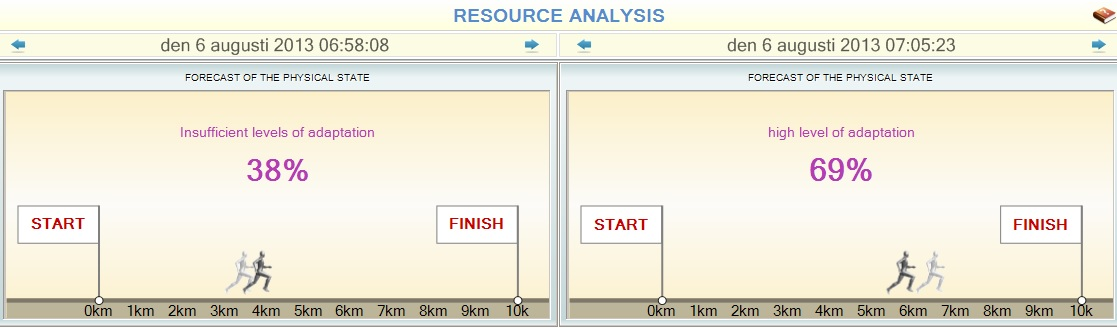 RESOURCE ANALYSIS
den 6 augusti 2013 06:58:08
den 6 augusti 2013 07:05:23
FORECAST OF THE PHYSICAL STATE
Insufficient levels of adaptation
38%
START
FINISH
0km 1km 2km 3km 4km 5km 6km 7km 8km 9km 10k
FORECAST OF THE PHYSICAL STATE
high level of adaptation
69%
START
FINISH
0km 1km 2km 3km 4km 5km 6km 7km 8km 9km 10k